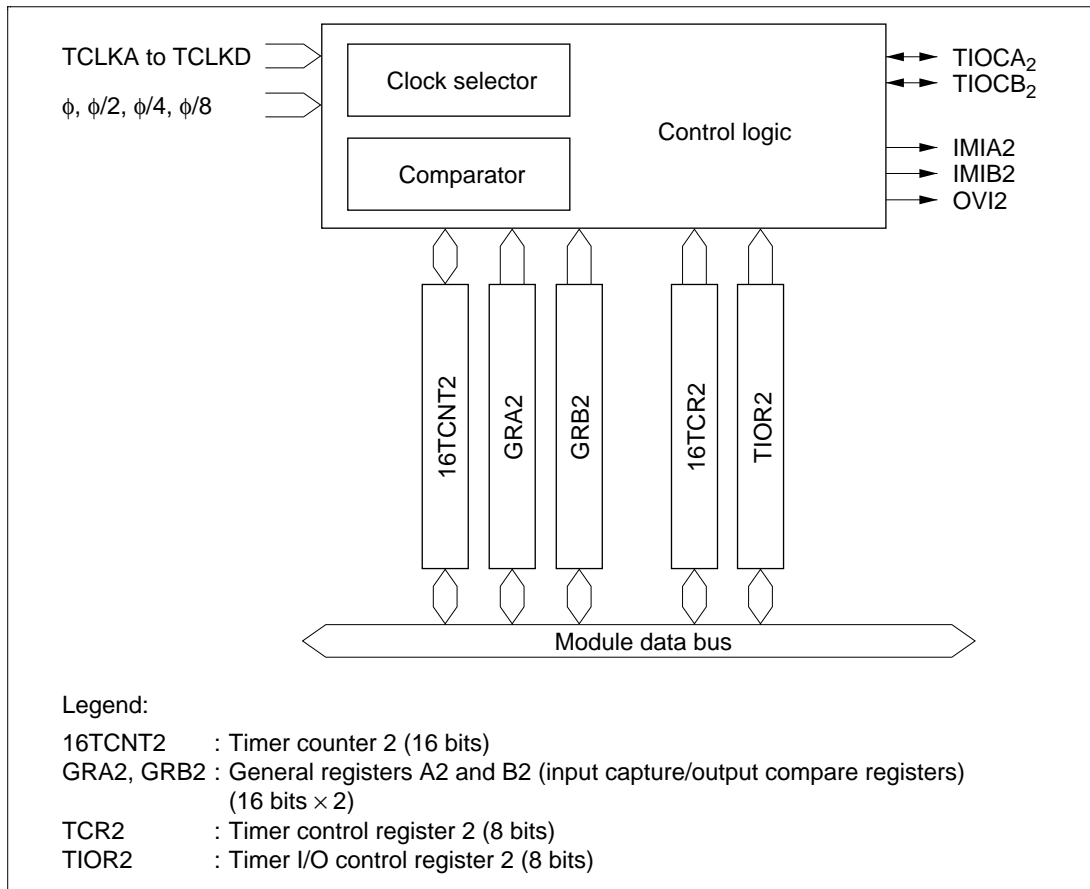 TCLKA to TCLKD
ϕ, ϕ/2, ϕ/4, ϕ/8
Clock selector
Comparator
Control logic
TIOCA2
TIOCB2
IMIA2
IMIB2
OVI2
16TCNT2
GRA2
GRB2
16TCR2
TIOR2
Module data bus
Legend:
16TCNT2 : Timer counter 2 (16 bits)
GRA2, GRB2 : General registers A2 and B2 (input capture/output compare registers)
(16 bits × 2)
TCR2 : Timer control register 2 (8 bits)
TIOR2 : Timer I/O control register 2 (8 bits)